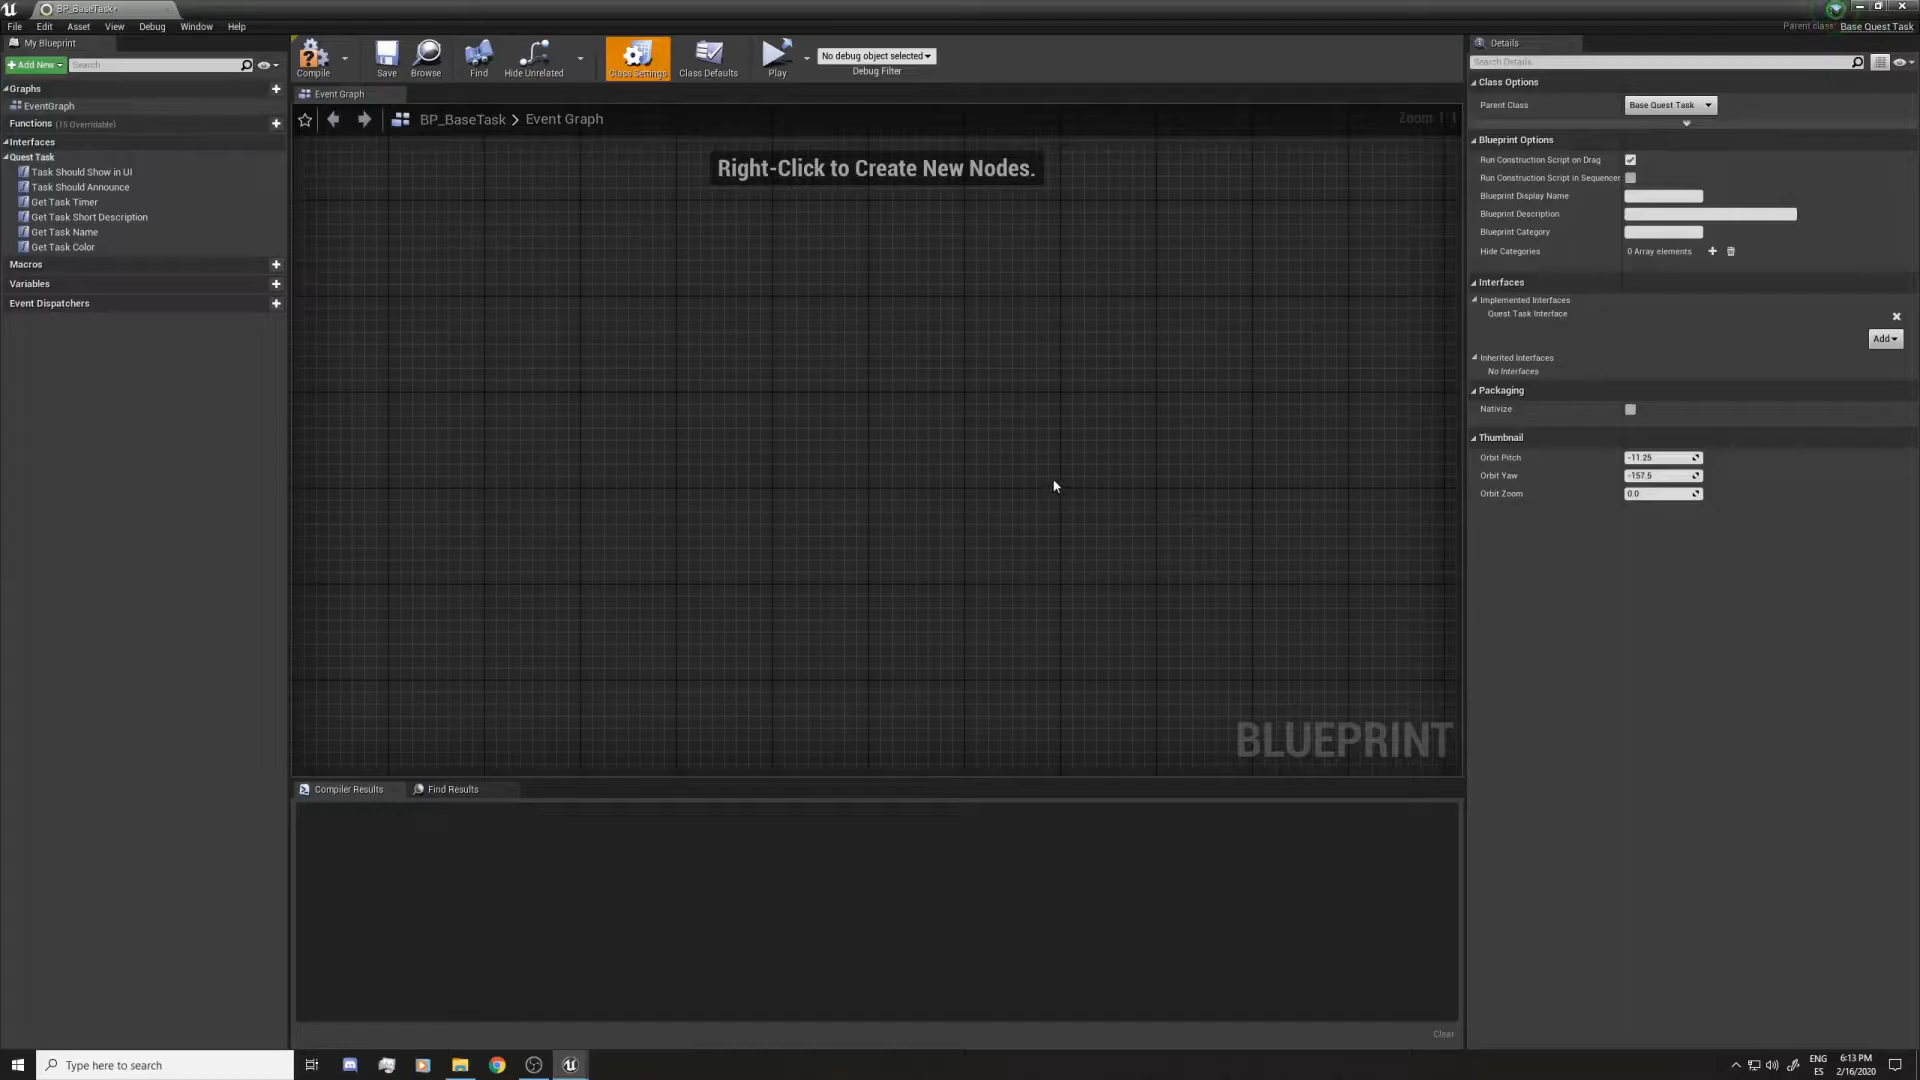 BP_BaseTask*
File Edit Asset View Window Debug Window Help
Parent class: Base Quest Task
My Blueprint
Add New
Search
Graphs
EventGraph
Functions (15 Overridable)
Interfaces
Quest Task
Task Should Show in UI
Task Should Announce
Get Task Timer
Get Task Short Description
Get Task Name
Get Task Color
Macros
Variables
Event Dispatchers
Compile
Save
Browse
Find
Hide Unrelated
Class Settings
Class Defaults
Play
No debug object selected
Debug Filter
Event Graph
BP_BaseTask > Event Graph
Zoom 1:1
Right-Click to Create New Nodes.
BLUEPRINT
Compiler Results
Find Results
Clear
Details
Search Details
Class Options
Parent Class Base Quest Task
Blueprint Options
Run Construction Script on Drag
Run Construction Script in Sequencer
Blueprint Display Name
Blueprint Description
Blueprint Category
Hide Categories 0 Array elements
Interfaces
Implemented Interfaces
Quest Task Interface
Add
Inherited Interfaces
No Interfaces
Packaging
Nativize
Thumbnail
Orbit Pitch -11.25
Orbit Yaw -157.5
Orbit Zoom 0.0
Type here to search
ENG
ES
6:13 PM
2/16/2020